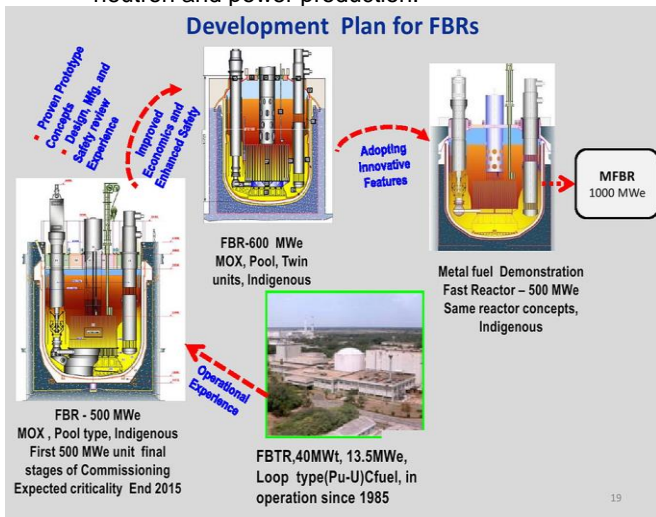 neutron and power production.
Development Plan for FBRs
Proven Prototype
Concepts
Design, Mfg, and
Safety review
Experience
Improved
Economics and
Enhanced Safety
Adopting
innovative
Features
MFBR
1000 MWe
FBR-600 MWe
MOX, Pool, Twin
units, Indigenous
Metal fuel Demonstration
Fast Reactor – 500 MWe
Same reactor concepts,
Indigenous
Operational
Experience
FBR - 500 MWe
MOX , Pool type, Indigenous
First 500 MWe unit final
stages of Commissioning
Expected criticality End 2015
FBTR,40MWt, 13.5MWe,
Loop type(Pu-U)Cfuel, in
operation since 1985
19